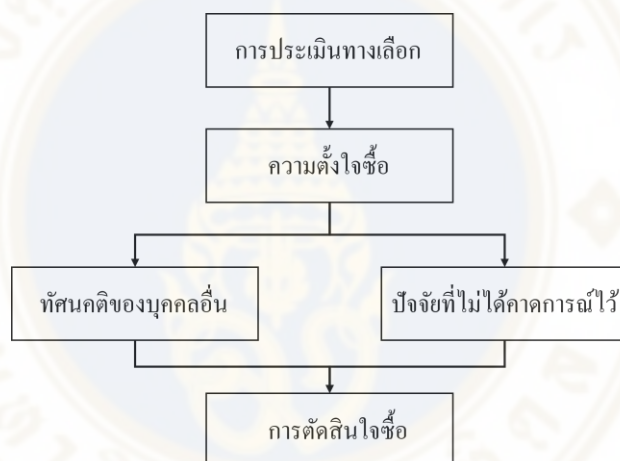 การประเมินทางเลือก
ความตั้งใจซื้อ
ทัศนคติของบุคคลอื่น
ปัจจัยที่ไม่ได้คาดการณ์ไว้
การตัดสินใจซื้อ